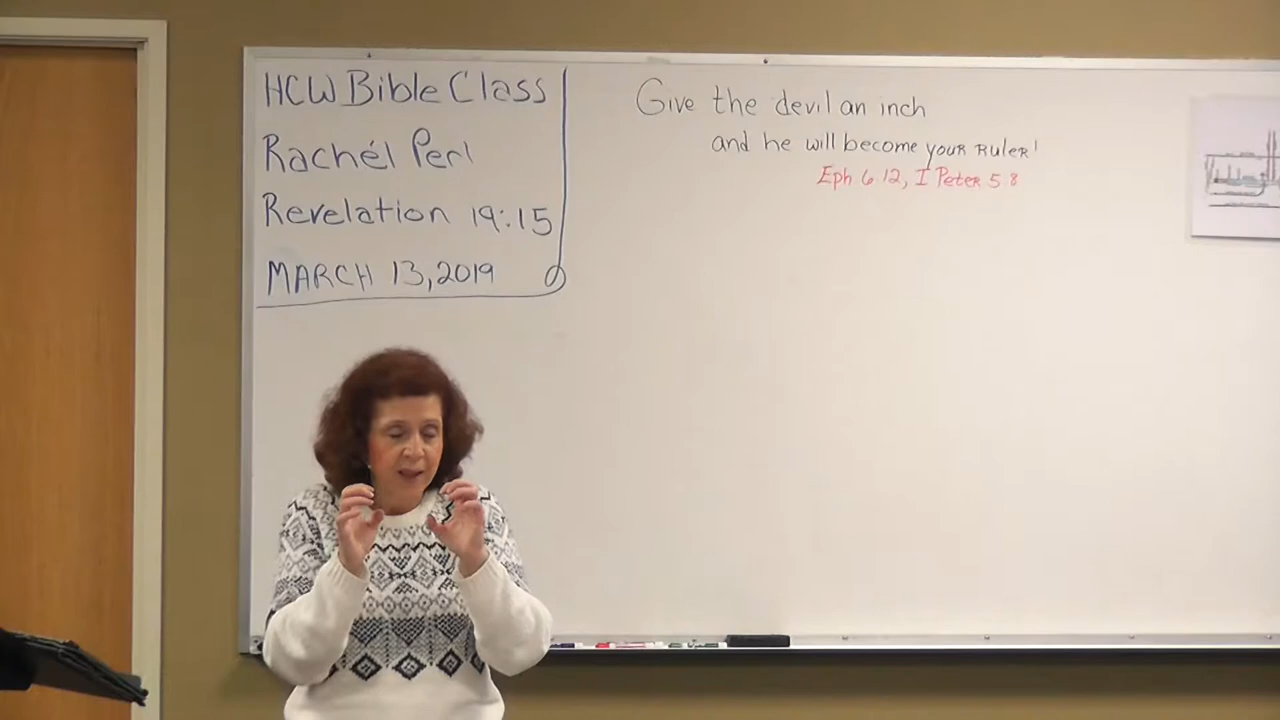 HCW Bible Class
Rachél Perl
Revelation 19:15
MARCH 13, 2019
Give the devil an inch
and he will become your Ruler!
Eph 6 12, I Peter 5 8